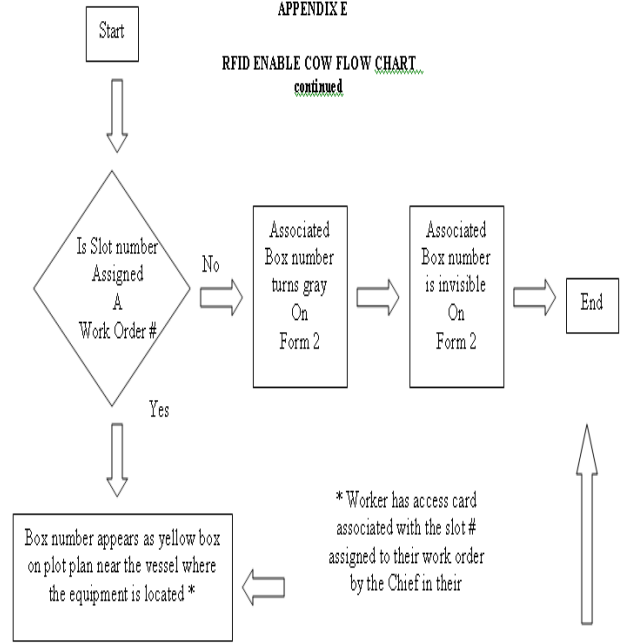 APPENDIX E
RFID ENABLE COW FLOW CHART
continued
Start
Is Slot number
Assigned
A
Work Order #
No
Associated
Box number
turns gray
On
Form 2
Associated
Box number
is invisible
On
Form 2
End
Yes
Box number appears as yellow box
on plot plan near the vessel where
the equipment is located *
* Worker has access card
associated with the slot #
assigned to their work order
by the Chief in their